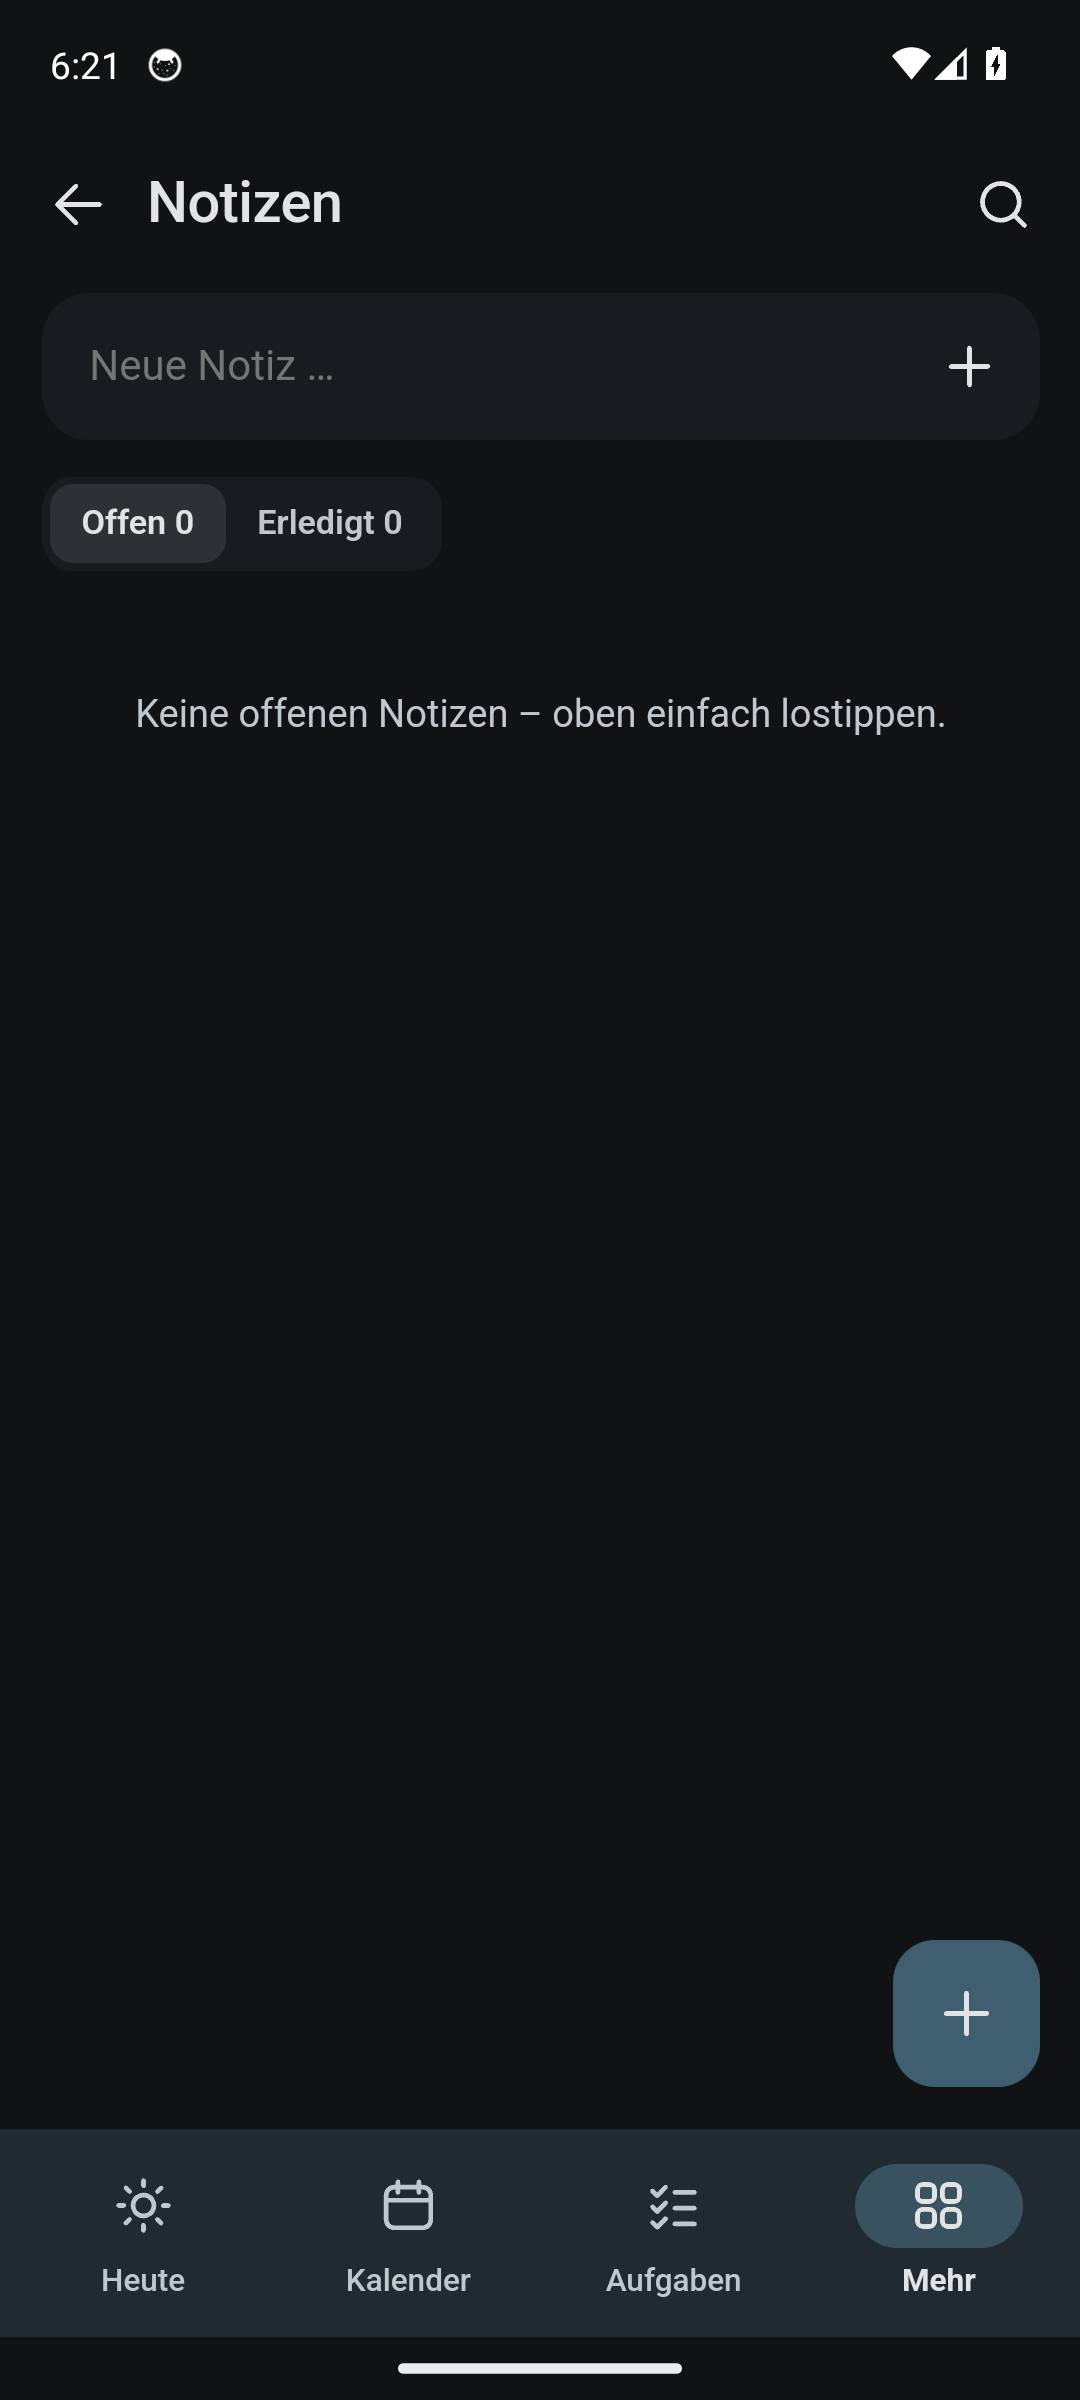 6:21
Notizen
Neue Notiz …
Offen 0 Erledigt 0
Keine offenen Notizen – oben einfach lostippen.
Heute Kalender Aufgaben Mehr